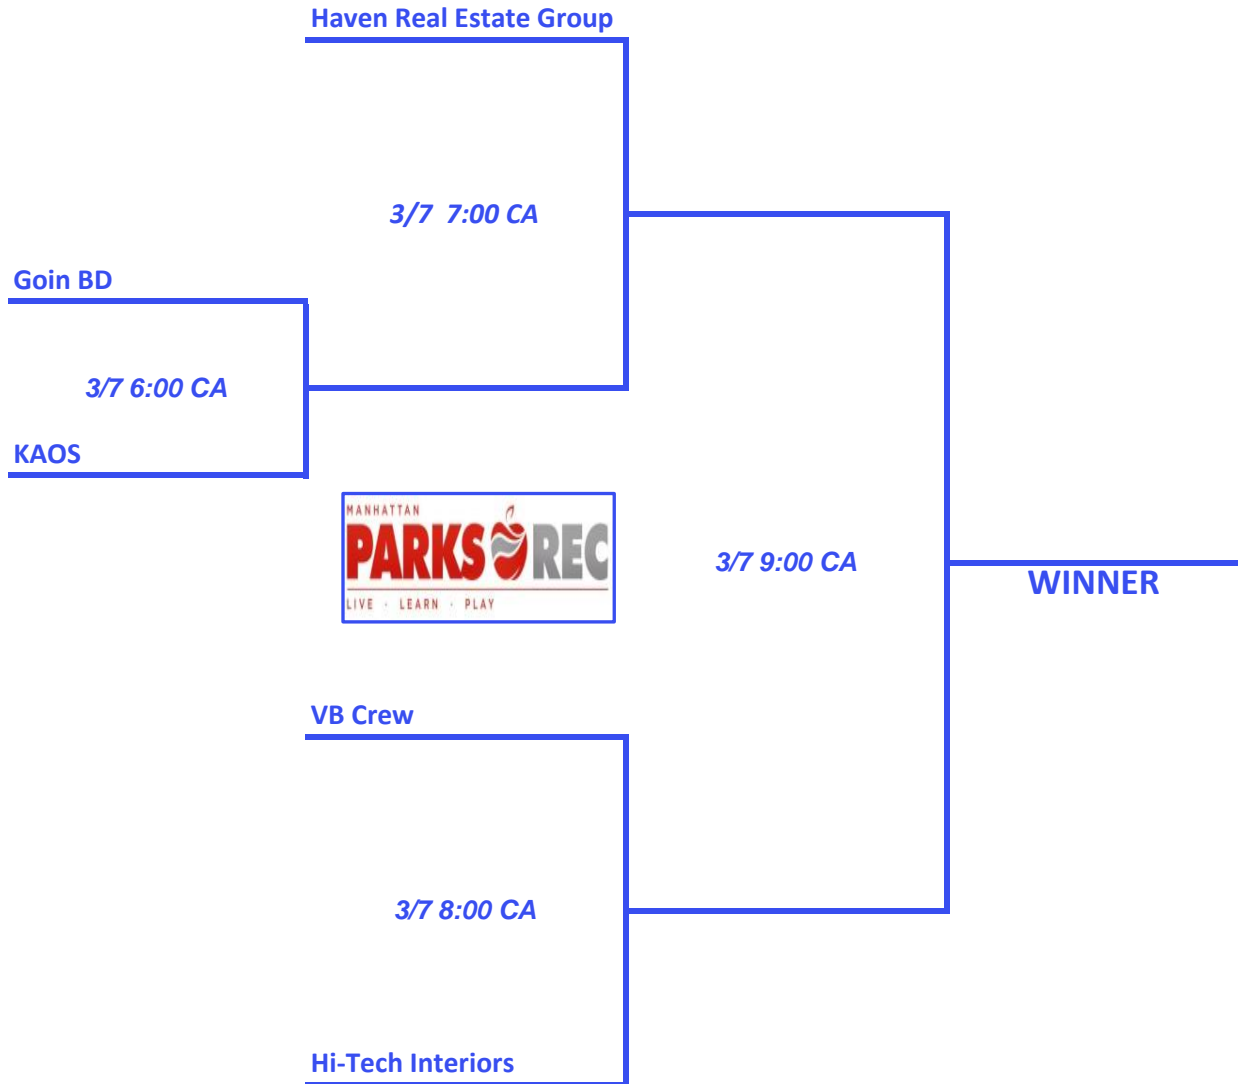 Haven Real Estate Group
3/7  7:00 CA
Goin BD
3/7 6:00 CA
KAOS
MANHATTAN
PARKS REC
LIVE · LEARN · PLAY
3/7 9:00 CA
WINNER
VB Crew
3/7 8:00 CA
Hi-Tech Interiors